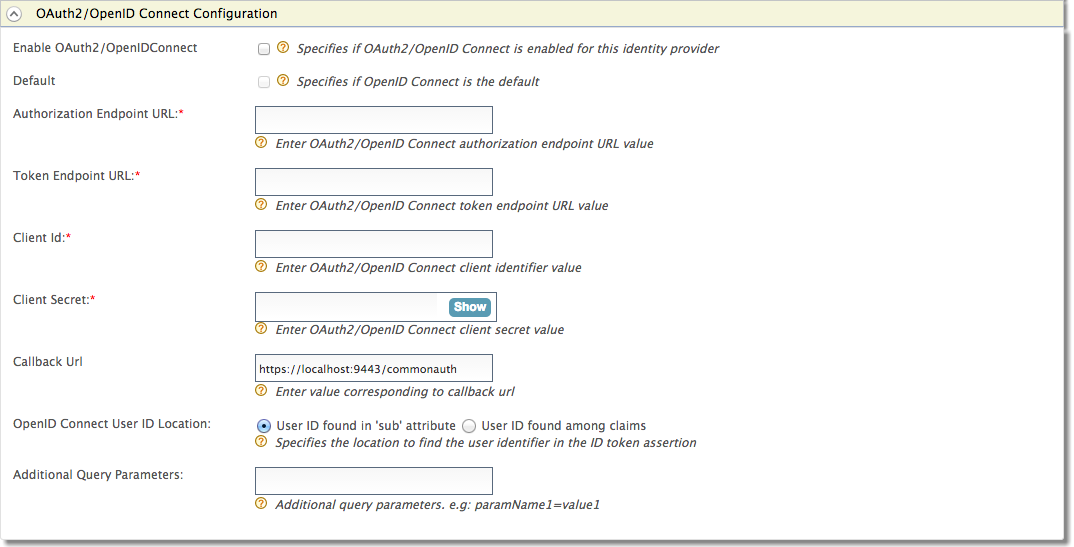 OAuth2/OpenID Connect Configuration
Enable OAuth2/OpenIDConnect ? Specifies if OAuth2/OpenID Connect is enabled for this identity provider
Default ? Specifies if OpenID Connect is the default
Authorization Endpoint URL:*
? Enter OAuth2/OpenID Connect authorization endpoint URL value
Token Endpoint URL:*
? Enter OAuth2/OpenID Connect token endpoint URL value
Client Id:*
? Enter OAuth2/OpenID Connect client identifier value
Client Secret:* Show
? Enter OAuth2/OpenID Connect client secret value
Callback Url https://localhost:9443/commonauth
? Enter value corresponding to callback url
OpenID Connect User ID Location: User ID found in 'sub' attribute User ID found among claims
? Specifies the location to find the user identifier in the ID token assertion
Additional Query Parameters:
? Additional query parameters. e.g: paramName1=value1